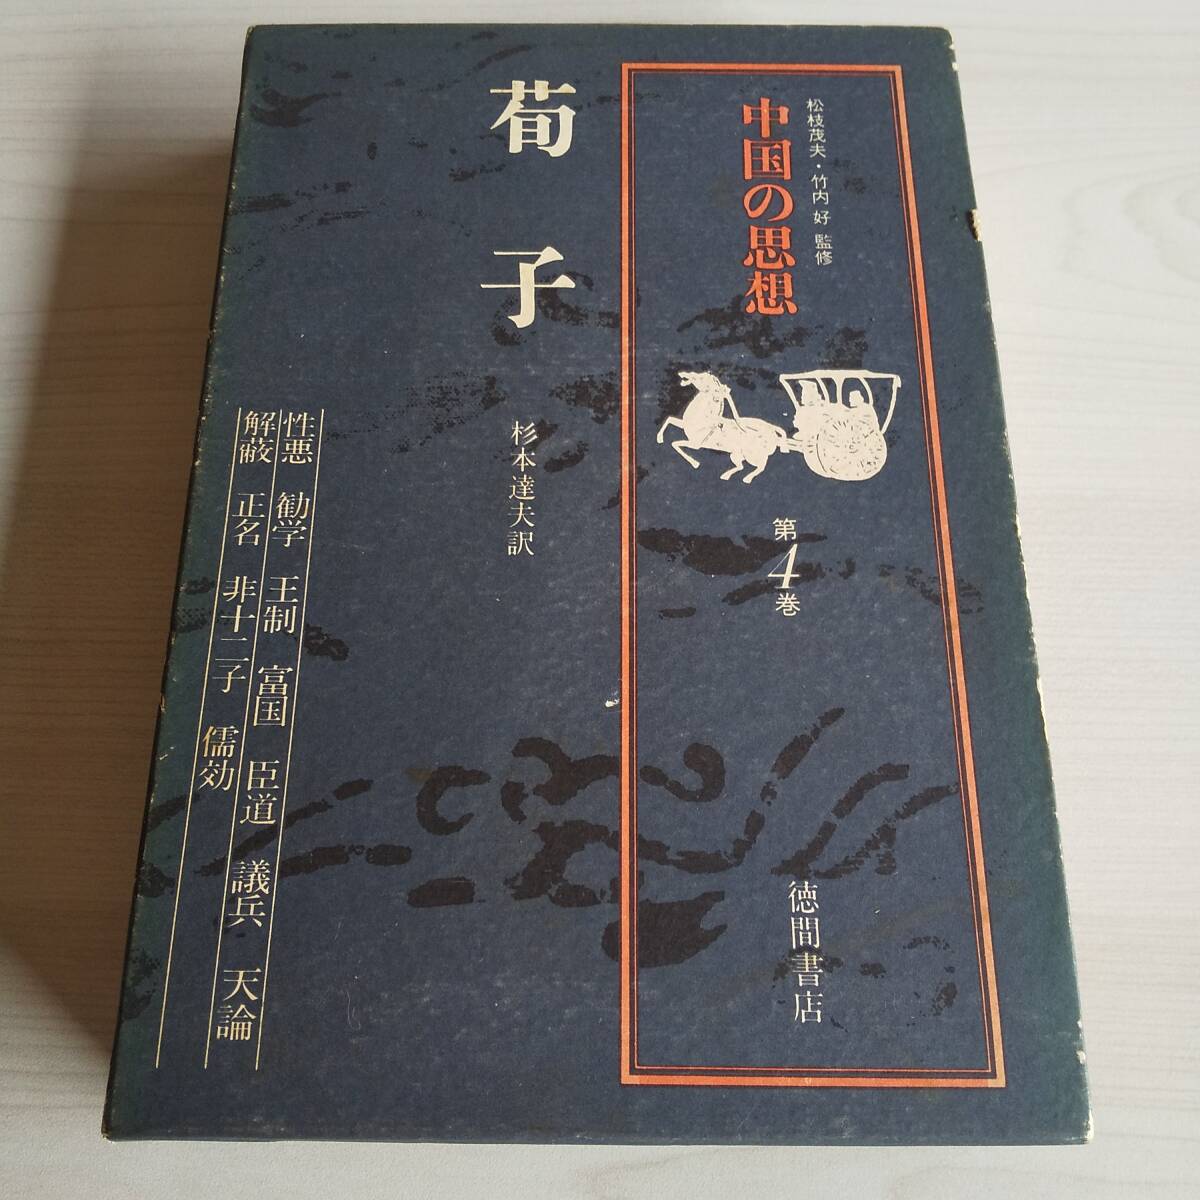 松枝茂夫・竹内 好 監修
中国の思想
第4巻
徳間書店
荀子
杉本達夫訳
性悪 勧学 王制 富国 臣道 議兵 天論
解蔽 正名 非十二子 儒効